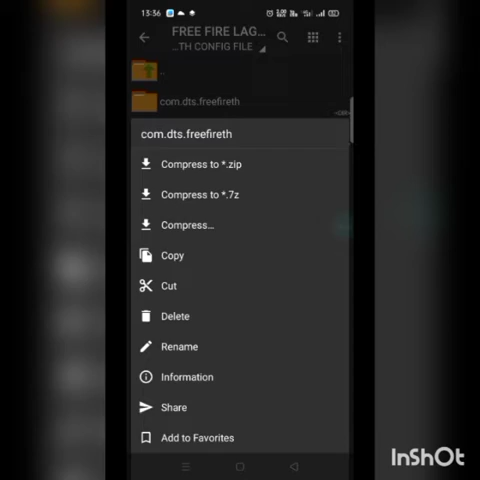 13:36
FREE FIRE LAG...
...TH CONFIG FILE
..
com.dts.freefireth
com.dts.freefireth
Compress to *.zip
Compress to *.7z
Compress...
Copy
Cut
Delete
Rename
Information
Share
Add to Favorites
InShOt